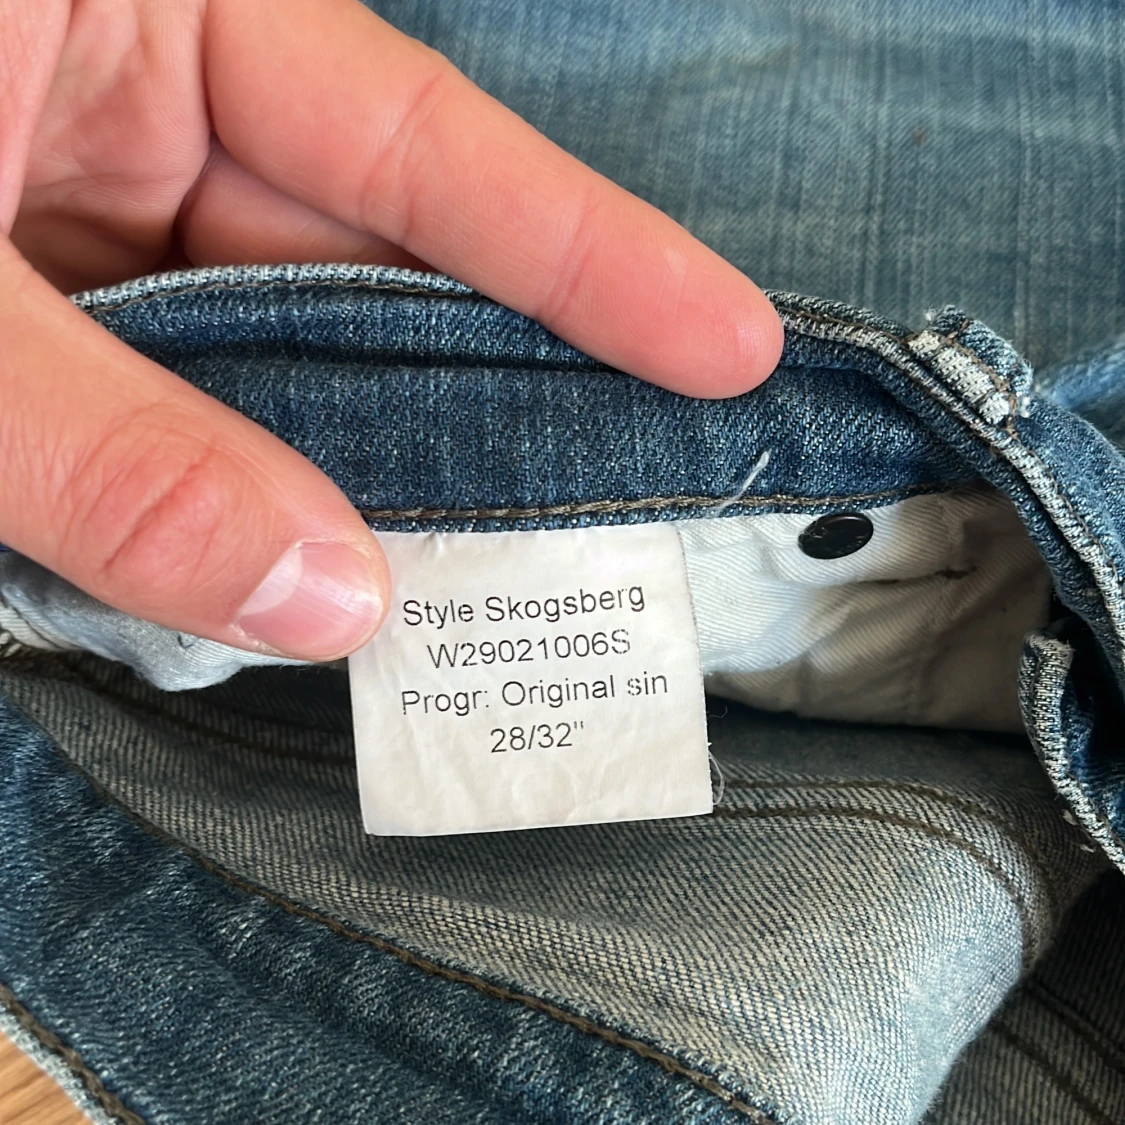 Style Skogsberg
W29021006S
Progr: Original sin
28/32"